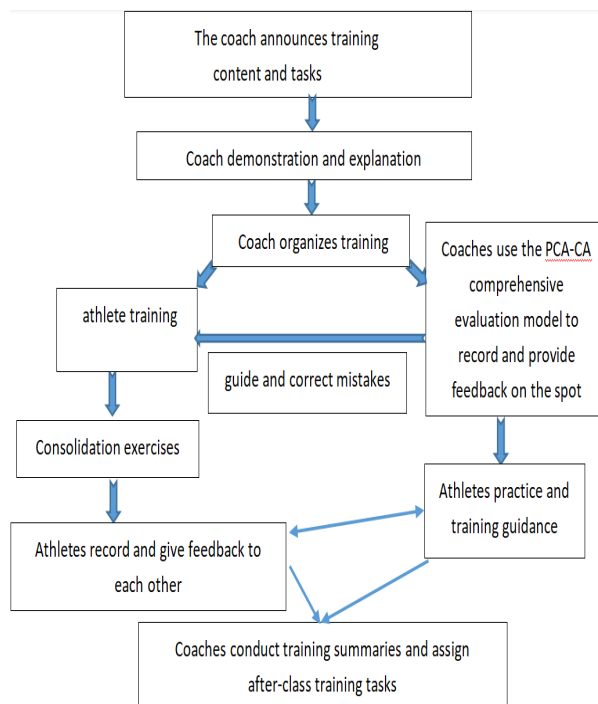 The coach announces training
content and tasks
Coach demonstration and explanation
Coach organizes training
Coaches use the PCA-CA
comprehensive
evaluation model to
record and provide
feedback on the spot
athlete training
guide and correct mistakes
Consolidation exercises
Athletes practice and
training guidance
Athletes record and give feedback to
each other
Coaches conduct training summaries and assign
after-class training tasks